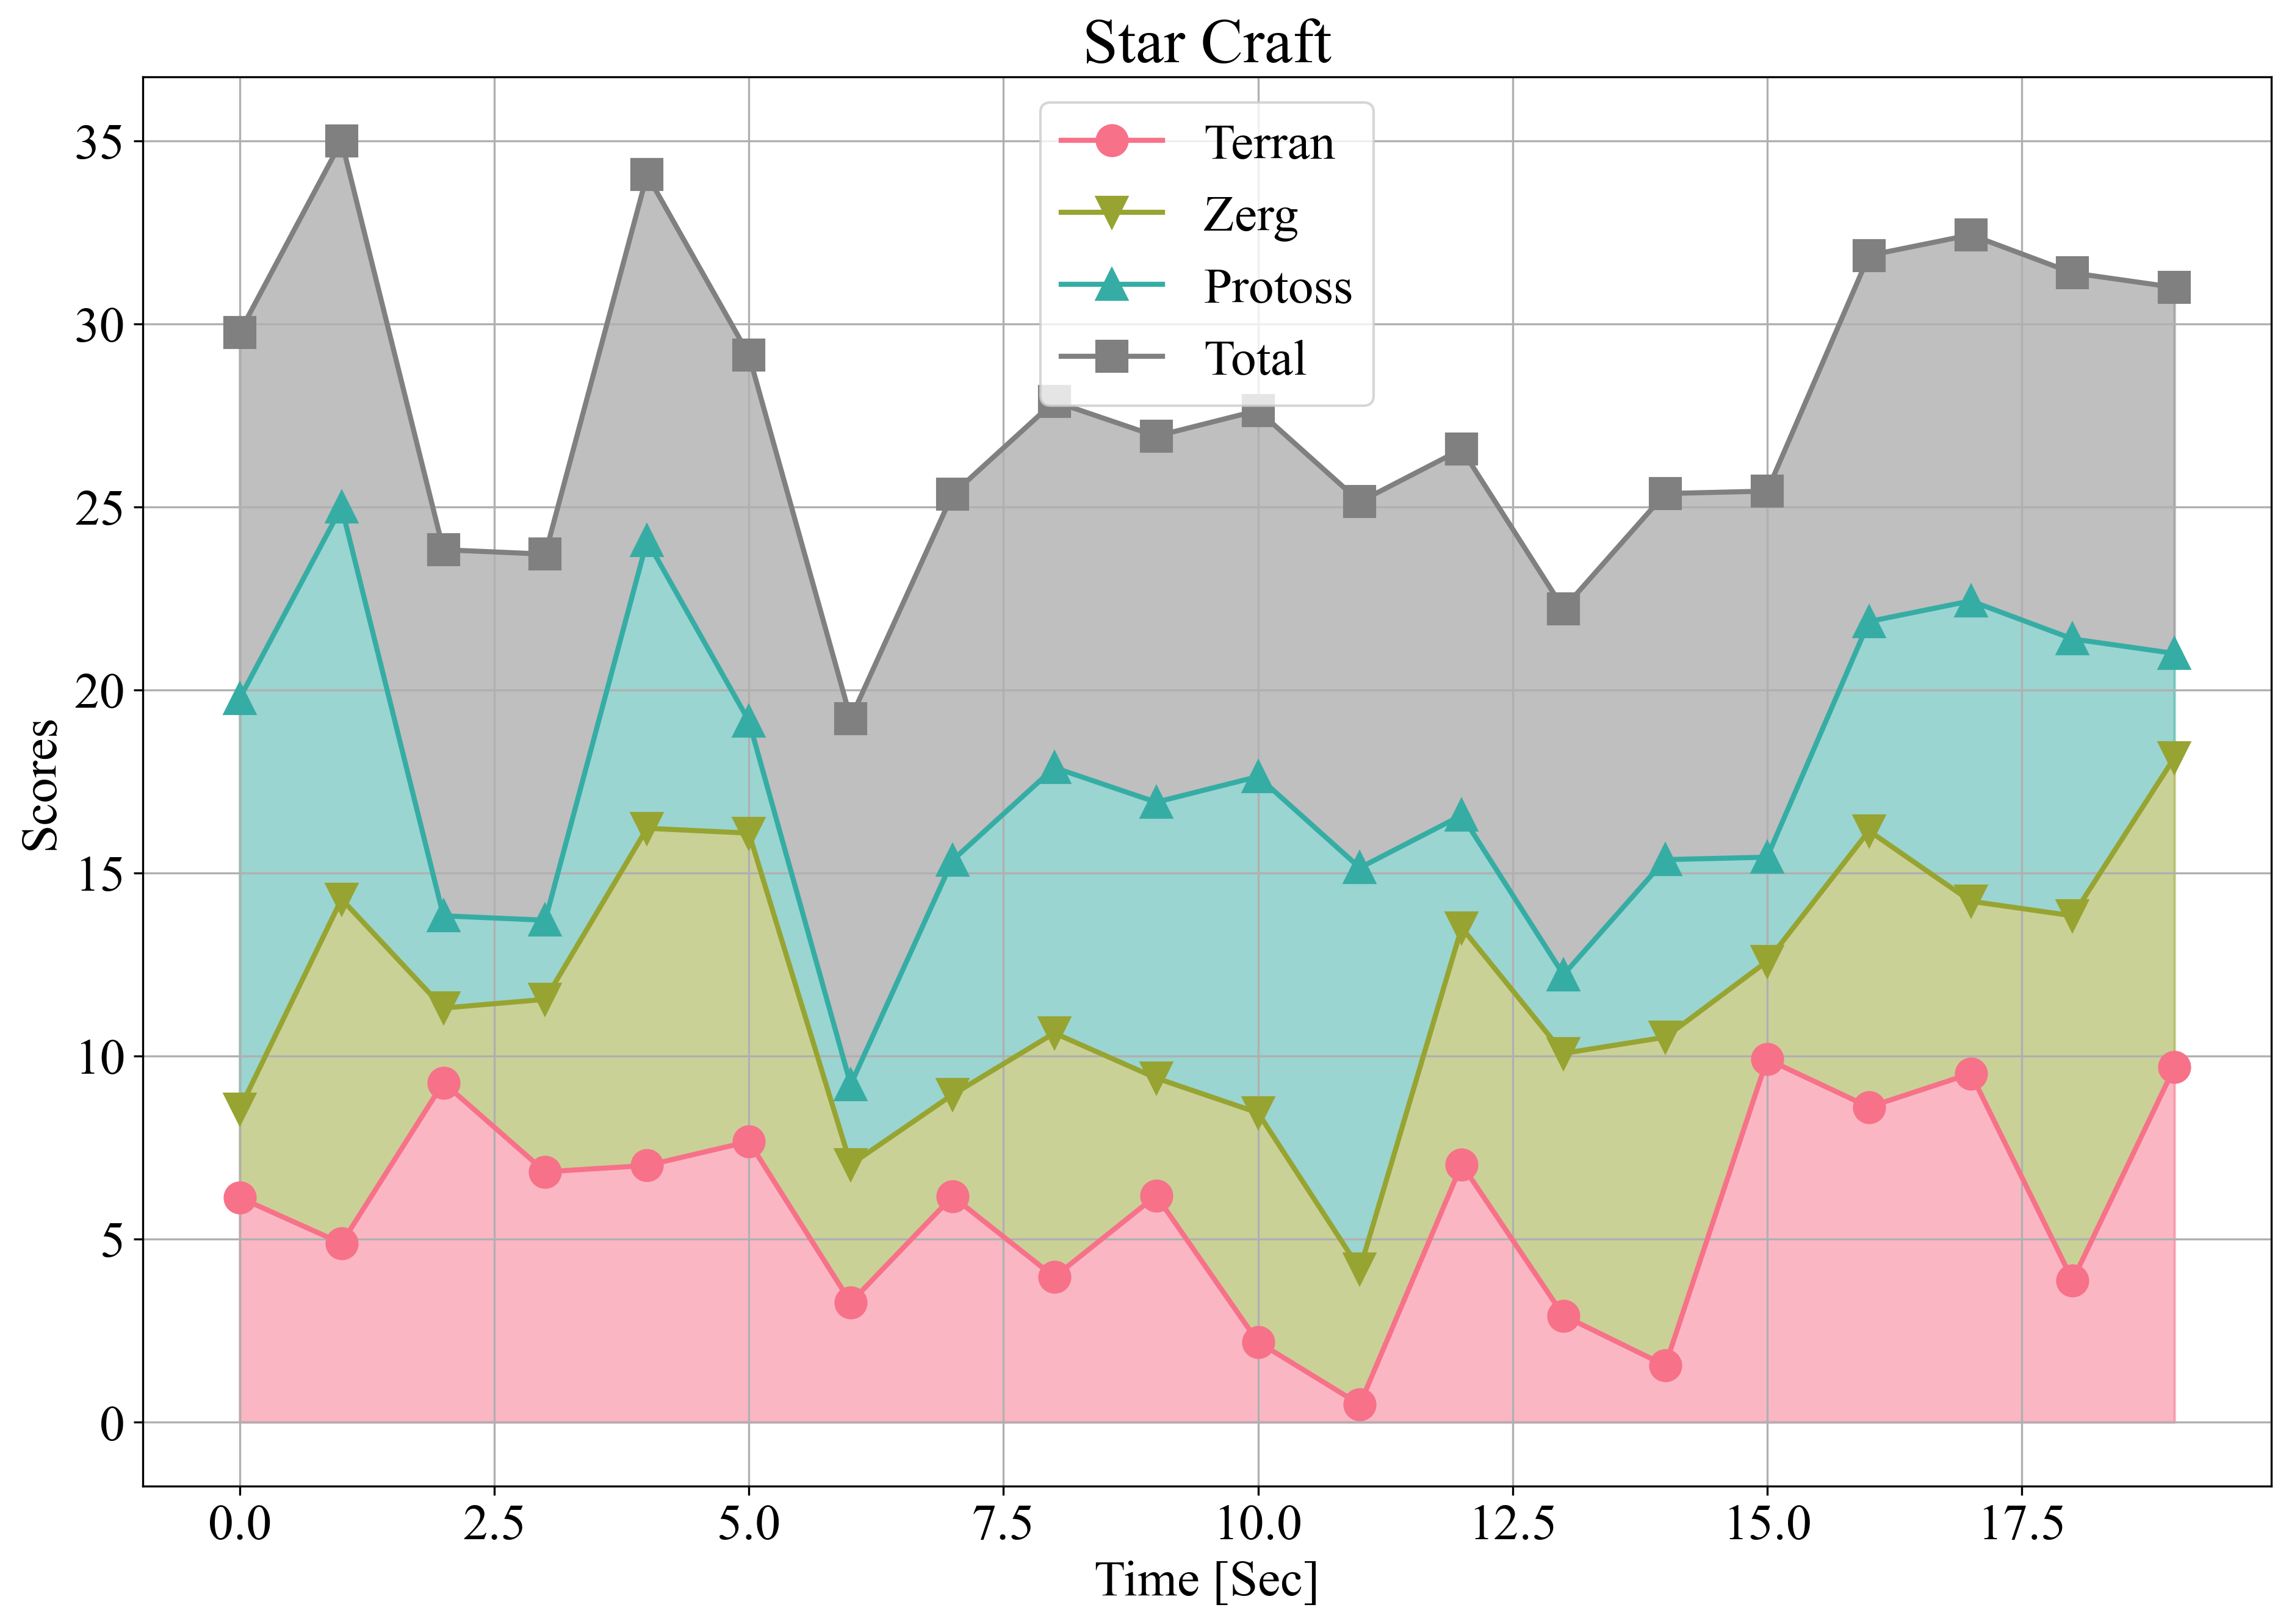 Star Craft
Terran
Zerg
Protoss
Total
Scores
35
30
25
20
15
10
5
0
0.0 2.5 5.0 7.5 10.0 12.5 15.0 17.5
Time [Sec]